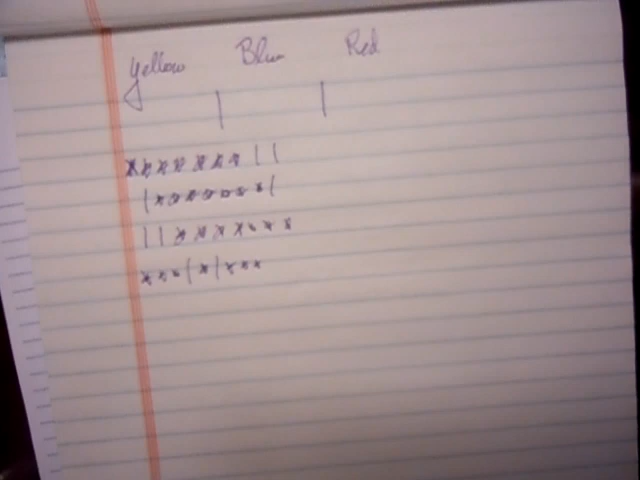 Yellow Blue Red
| |
x x x x x x x | |
| x x x x x x x |
| | x x x x x x x
x x x | x | x x x